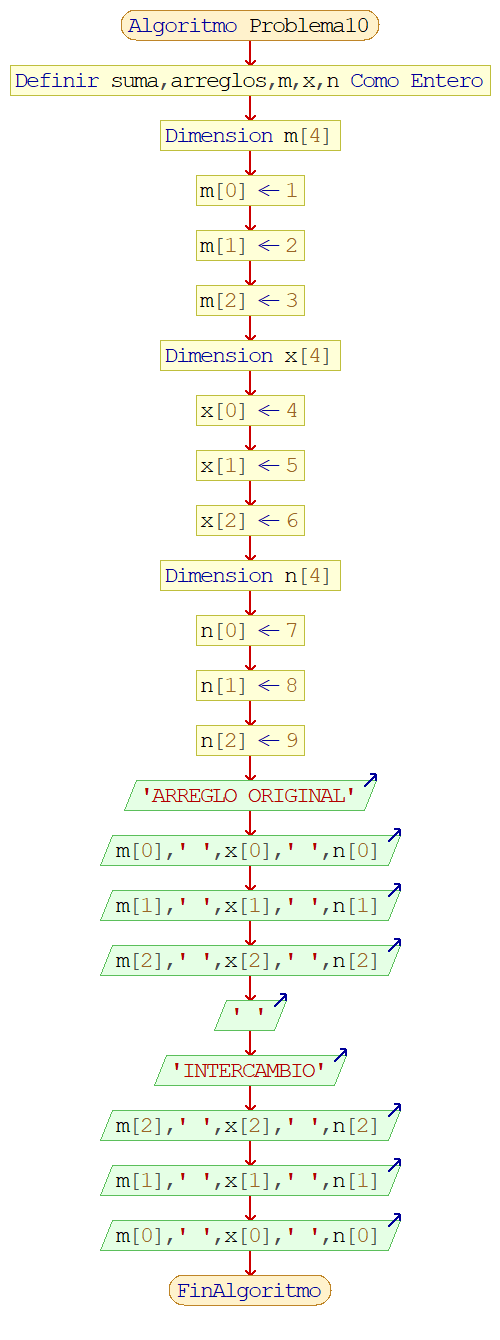 Algoritmo Problema10
Definir suma,arreglos,m,x,n Como Entero
Dimension m[4]
m[0] ← 1
m[1] ← 2
m[2] ← 3
Dimension x[4]
x[0] ← 4
x[1] ← 5
x[2] ← 6
Dimension n[4]
n[0] ← 7
n[1] ← 8
n[2] ← 9
'ARREGLO ORIGINAL'
m[0],' ',x[0],' ',n[0]
m[1],' ',x[1],' ',n[1]
m[2],' ',x[2],' ',n[2]
' '
'INTERCAMBIO'
m[2],' ',x[2],' ',n[2]
m[1],' ',x[1],' ',n[1]
m[0],' ',x[0],' ',n[0]
FinAlgoritmo